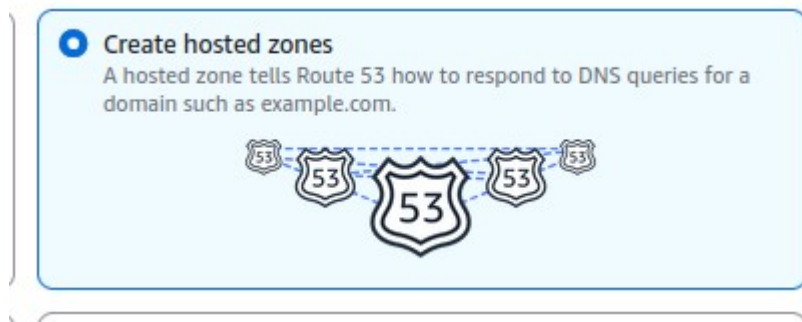 Create hosted zones
A hosted zone tells Route 53 how to respond to DNS queries for a
domain such as example.com.
53 53 53 53 53